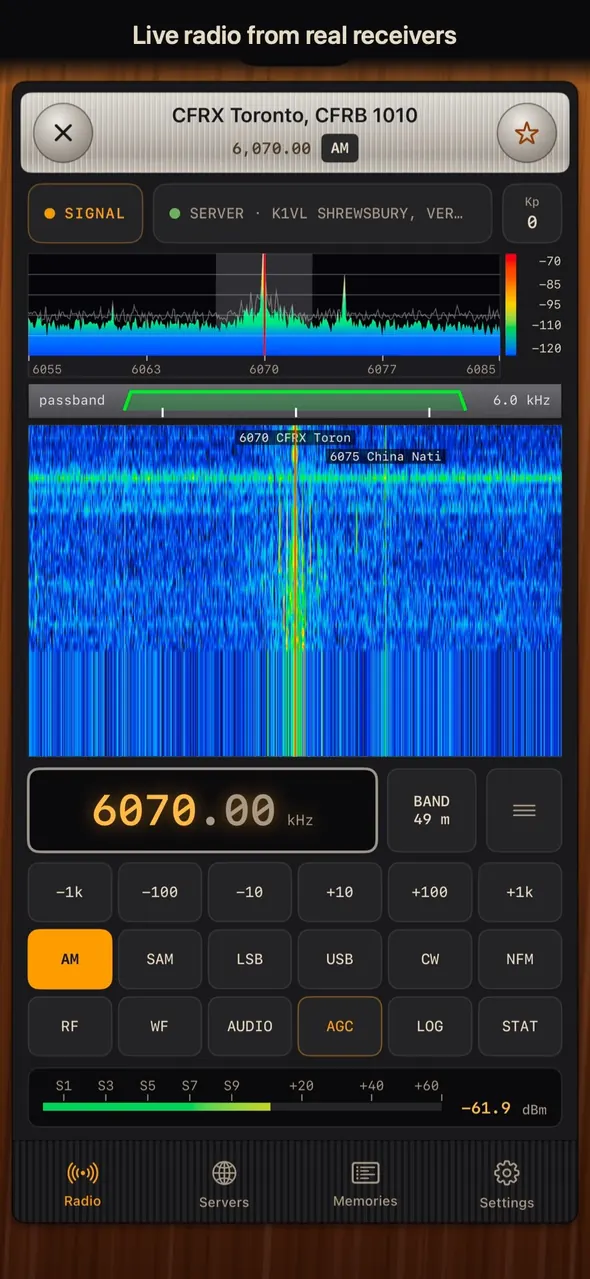 Live radio from real receivers
CFRX Toronto, CFRB 1010
6,070.00 AM
SIGNAL
SERVER · K1VL SHREWSBURY, VER…
Kp
0
-70
-85
-95
-110
-120
6055 6063 6070 6077 6085
passband 6.0 kHz
6070 CFRX Toron
6075 China Nati
6070.00 kHz
BAND
49 m
−1k −100 −10 +10 +100 +1k
AM SAM LSB USB CW NFM
RF WF AUDIO AGC LOG STAT
S1 S3 S5 S7 S9 +20 +40 +60
−61.9 dBm
Radio Servers Memories Settings